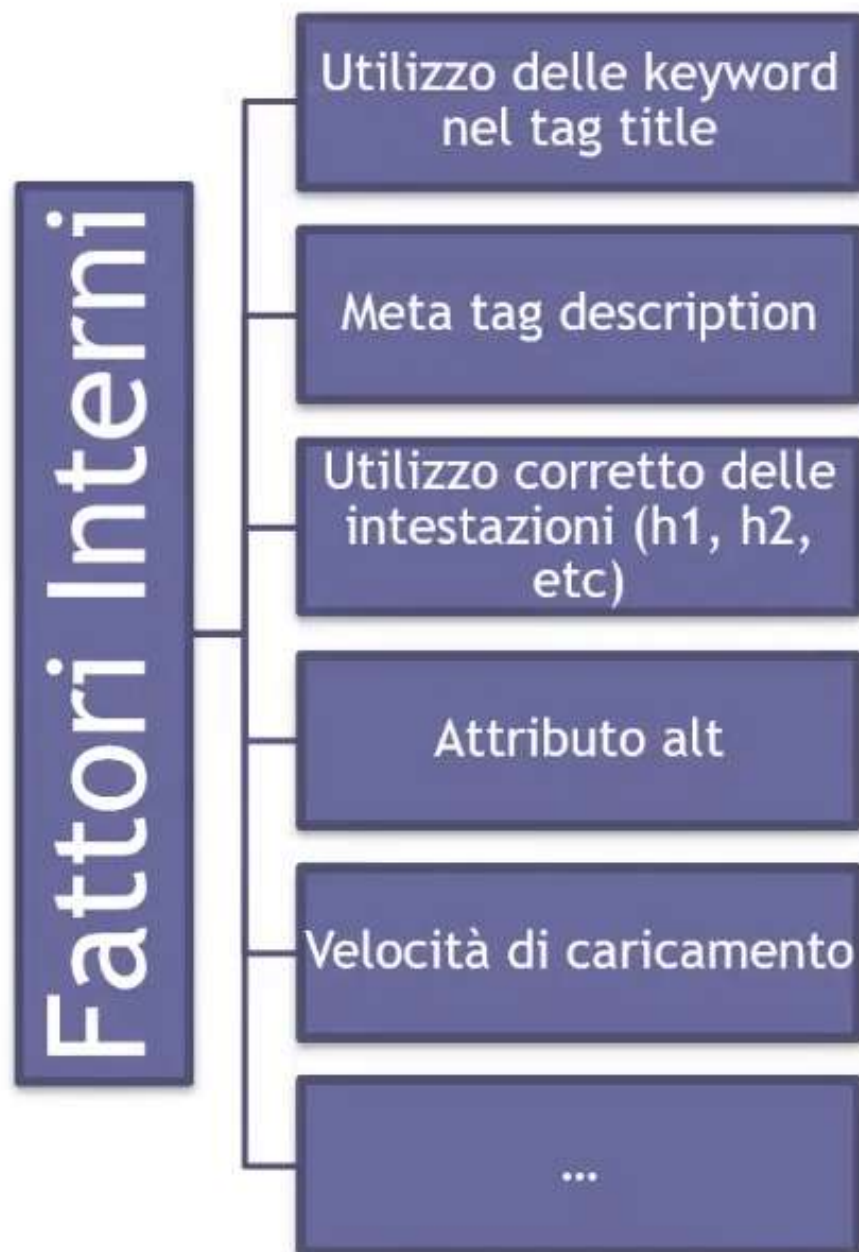 Fattori Interni
Utilizzo delle keyword
nel tag title
Meta tag description
Utilizzo corretto delle
intestazioni (h1, h2,
etc)
Attributo alt
Velocità di caricamento
...